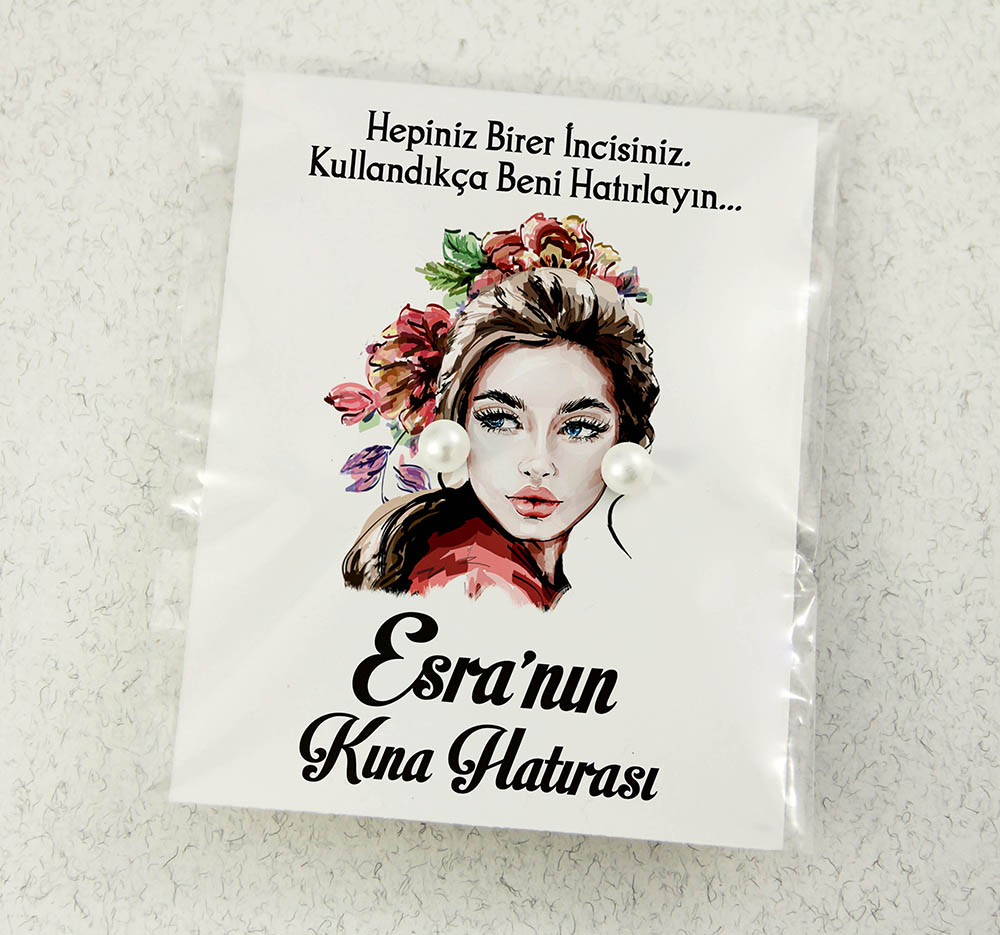 Hepiniz Birer İncisiniz.
Kullandıkça Beni Hatırlayın...
Esra'nın
Kına Hatırası